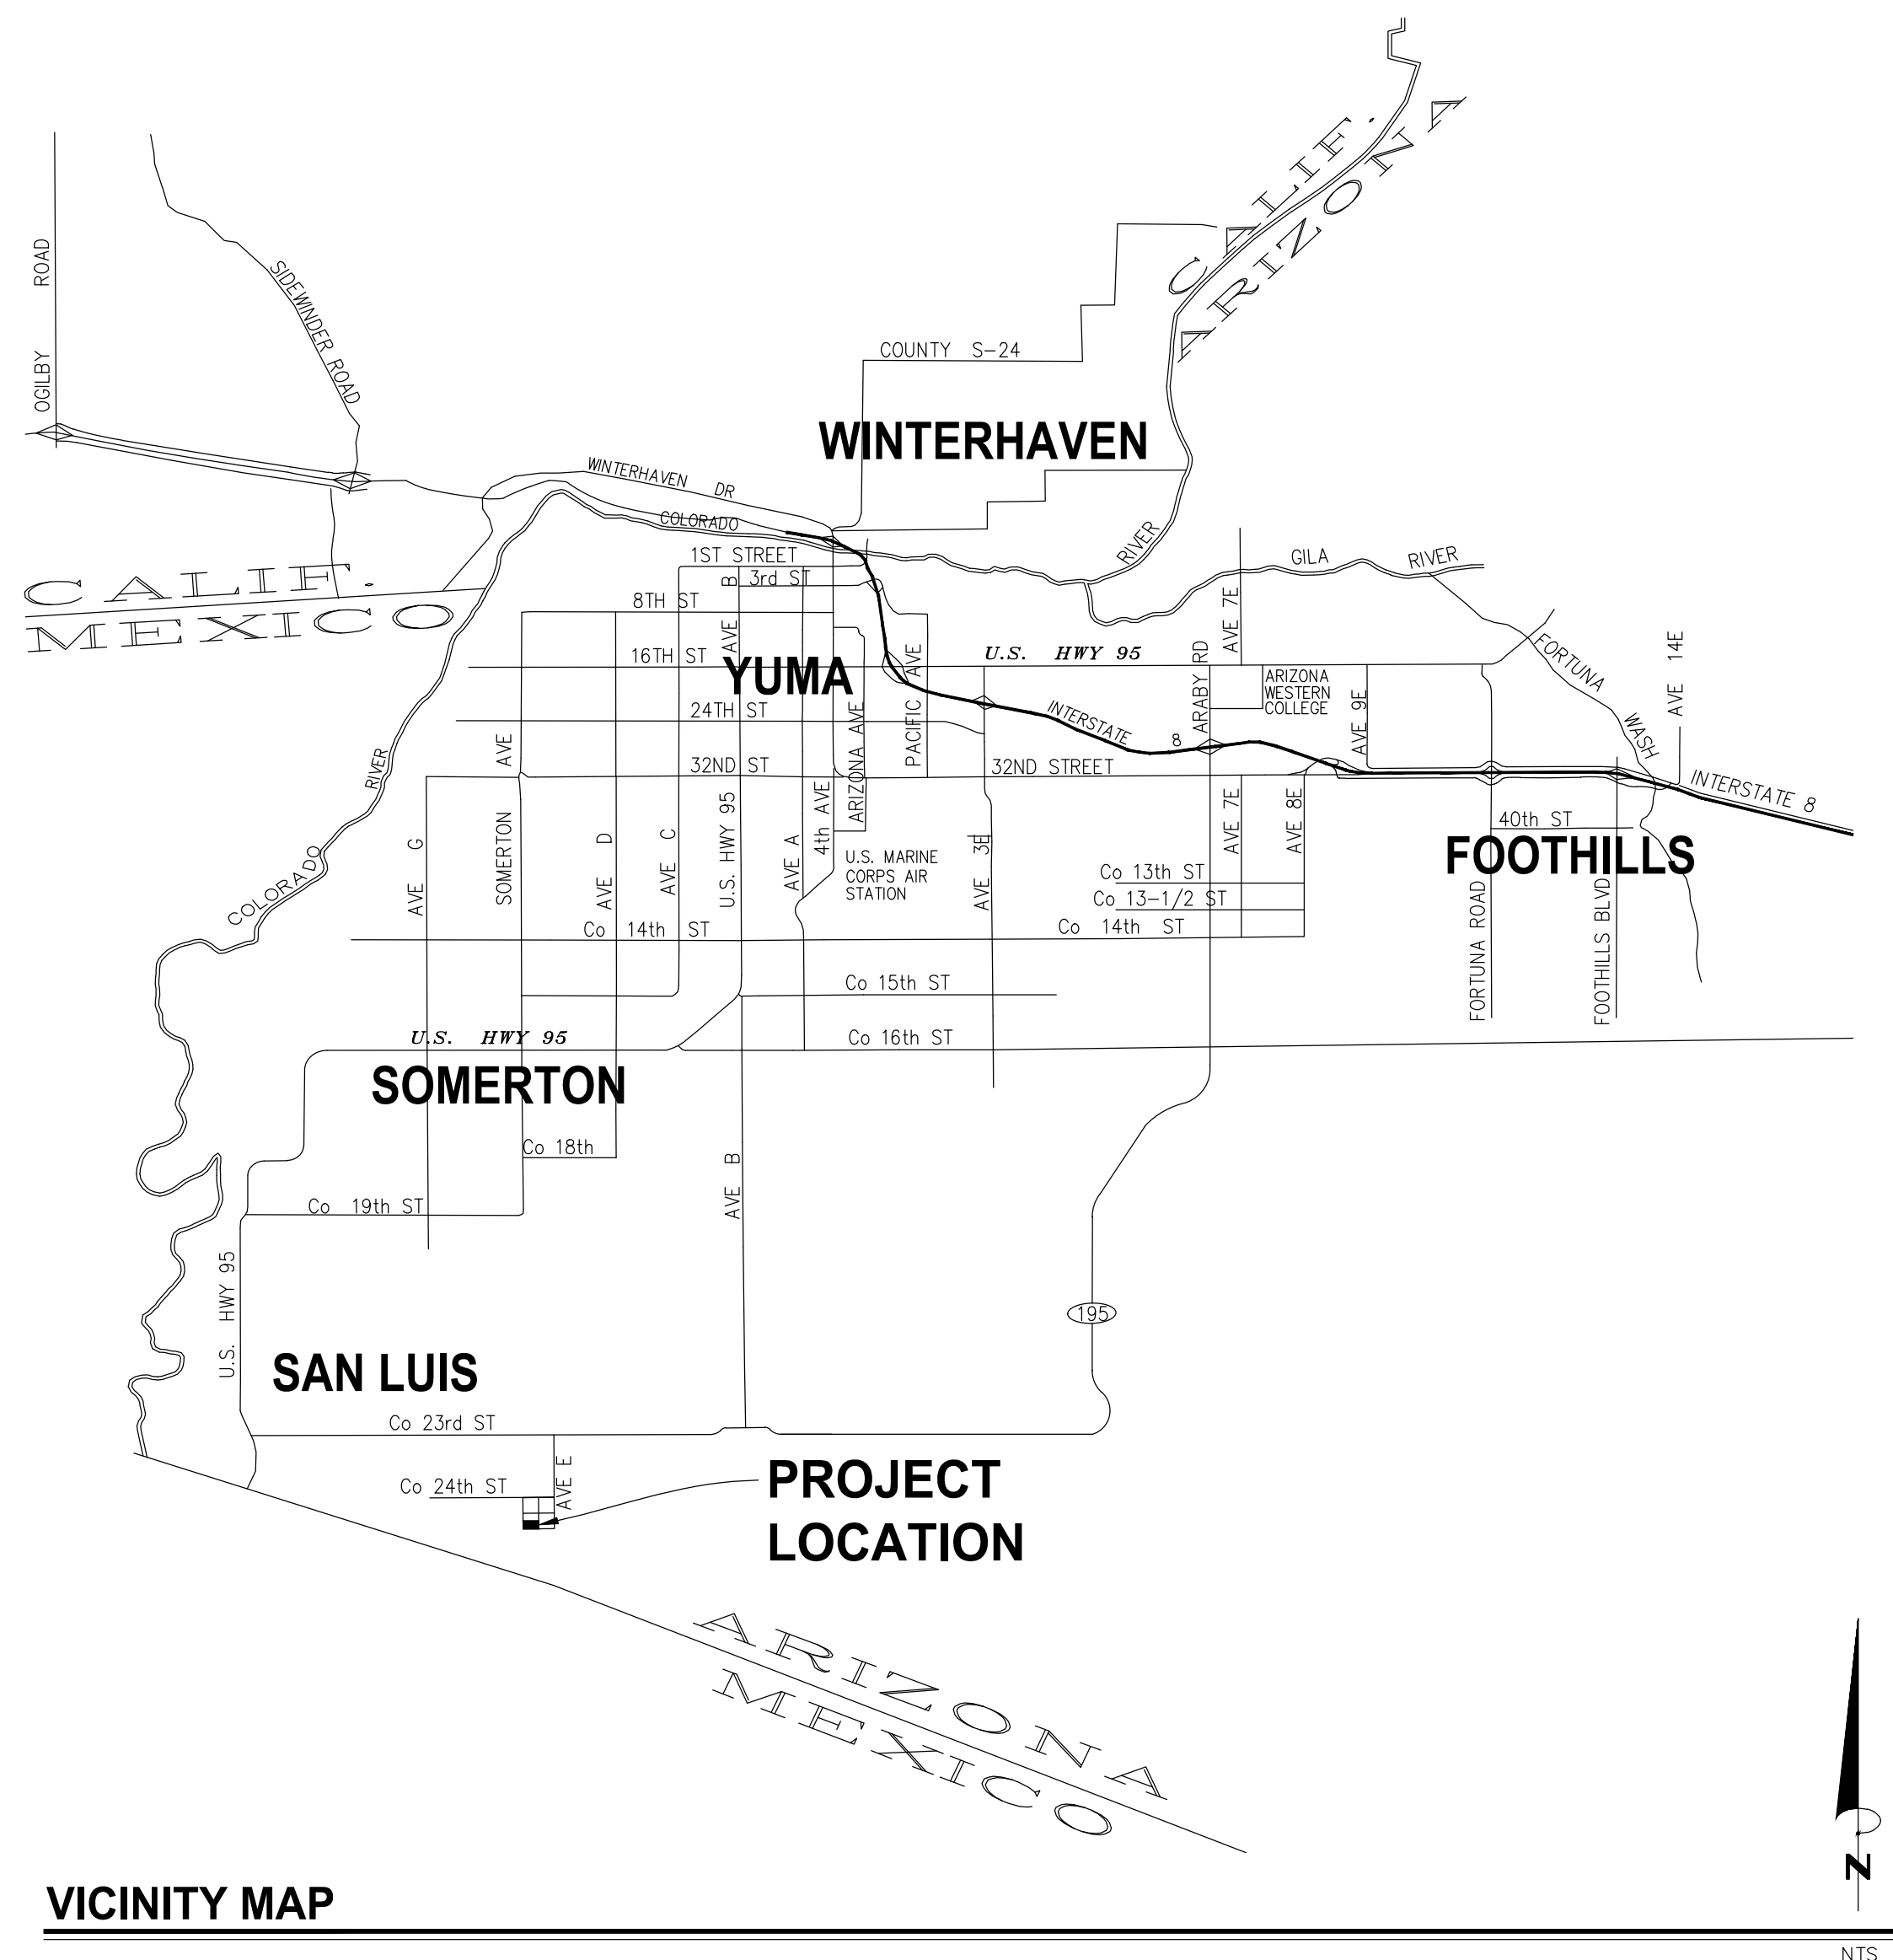 CALIF.
ARIZONA
OGILBY ROAD
SIDEWINDER ROAD
COUNTY S-24
WINTERHAVEN
WINTERHAVEN DR
COLORADO
RIVER
GILA RIVER
1ST STREET
3rd ST
8TH ST
AVE B
AVE 7E
CALIF.
MEXICO
16TH ST
YUMA
U.S. HWY 95
ARABY RD
ARIZONA
WESTERN
COLLEGE
FORTUNA WASH
AVE 14E
AVE 9E
24TH ST
PACIFIC AVE
ARIZONA AVE
INTERSTATE 8
SOMERTON AVE
32ND ST
32ND STREET
INTERSTATE 8
COLORADO RIVER
AVE G
AVE D
AVE C
U.S. HWY 95
AVE A
4th AVE
U.S. MARINE
CORPS AIR
STATION
AVE 3E
AVE 7E
AVE 8E
40th ST
FOOTHILLS
Co 13th ST
Co 13-1/2 ST
Co 14th ST
Co 14th ST
FORTUNA ROAD
FOOTHILLS BLVD
Co 15th ST
U.S. HWY 95
Co 16th ST
SOMERTON
Co 18th
AVE B
Co 19th ST
U.S. HWY 95
195
SAN LUIS
Co 23rd ST
Co 24th ST
AVE E
PROJECT
LOCATION
ARIZONA
MEXICO
N
VICINITY MAP
NTS